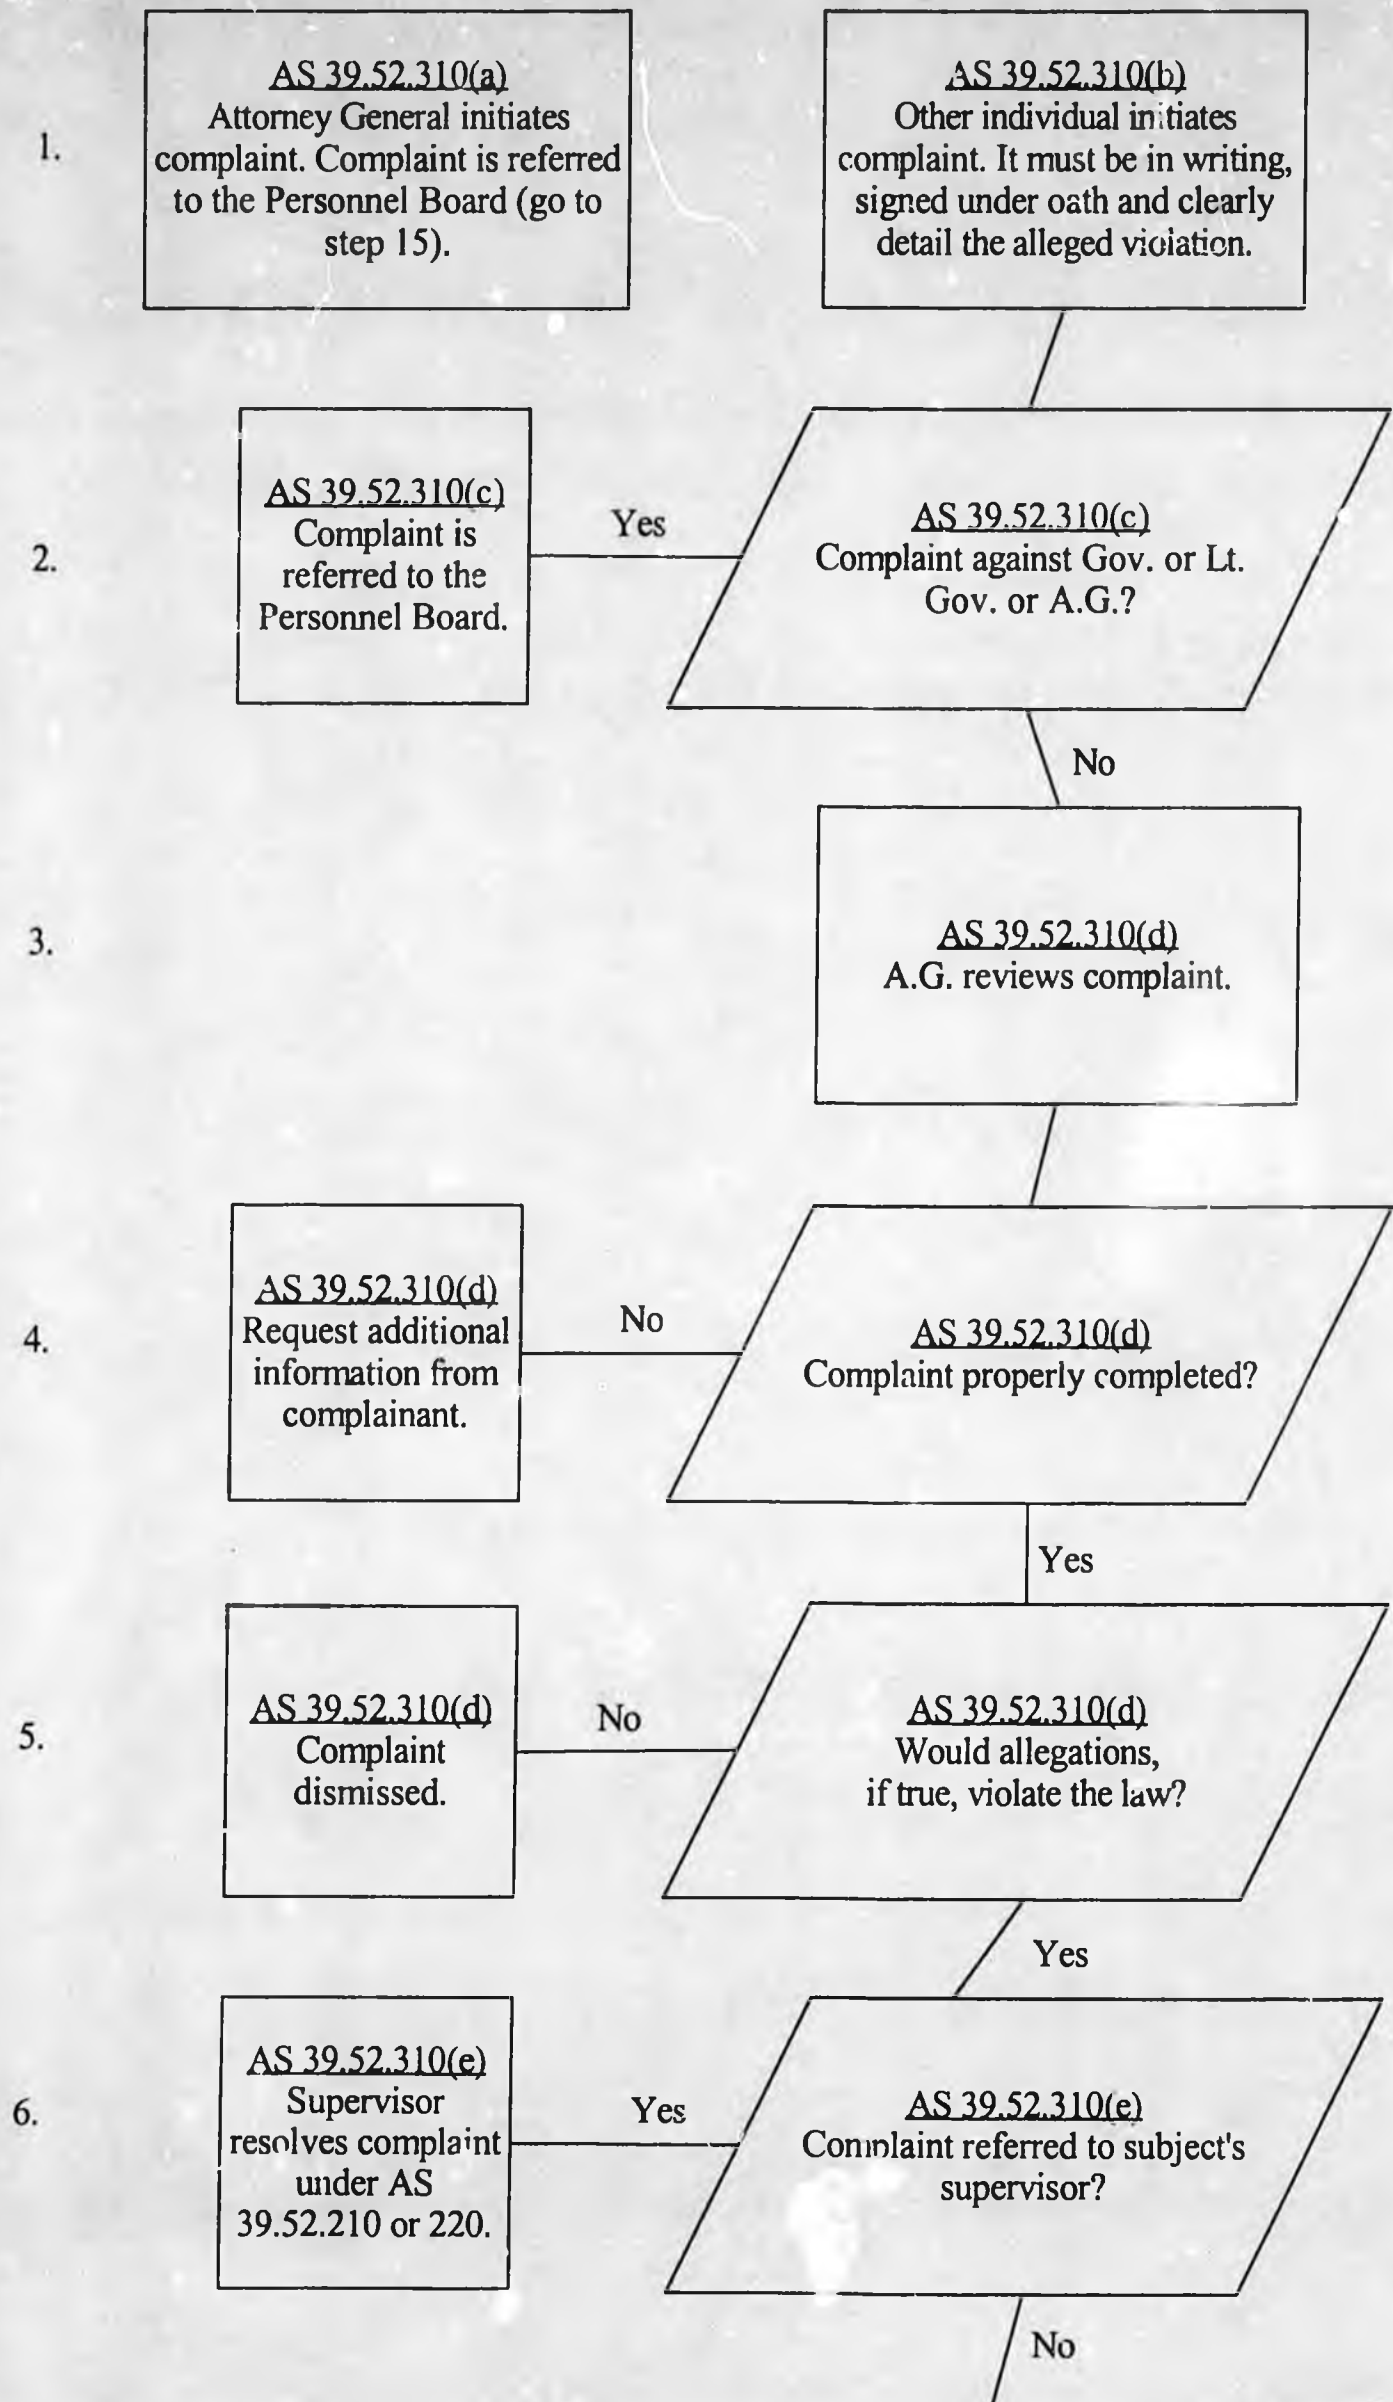 1.
AS 39.52.310(a)
Attorney General initiates
complaint. Complaint is referred
to the Personnel Board (go to
step 15).
AS 39.52.310(b)
Other individual initiates
complaint. It must be in writing,
signed under oath and clearly
detail the alleged violation.
2.
AS 39.52.310(c)
Complaint is
referred to the
Personnel Board.
Yes
AS 39.52.310(c)
Complaint against Gov. or Lt.
Gov. or A.G.?
No
3.
AS 39.52.310(d)
A.G. reviews complaint.
4.
AS 39.52.310(d)
Request additional
information from
complainant.
No
AS 39.52.310(d)
Complaint properly completed?
Yes
5.
AS 39.52.310(d)
Complaint
dismissed.
No
AS 39.52.310(d)
Would allegations,
if true, violate the law?
Yes
6.
AS 39.52.310(e)
Supervisor
resolves complaint
under AS
39.52.210 or 220.
Yes
AS 39.52.310(e)
Complaint referred to subject's
supervisor?
No